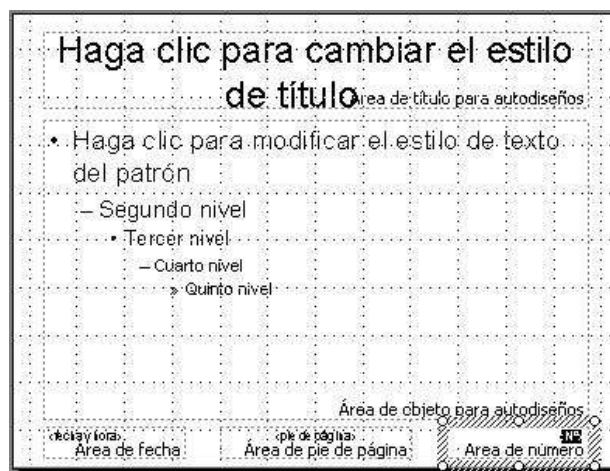 Haga clic para cambiar el estilo
de título
Área de título para autodiseños
• Haga clic para modificar el estilo de texto
del patrón
– Segundo nivel
• Tercer nivel
– Cuarto nivel
» Quinto nivel
Área de objeto para autodiseños
<fecha y hora> <pie de página> <Nº>
Área de fecha Área de pie de página Área de número